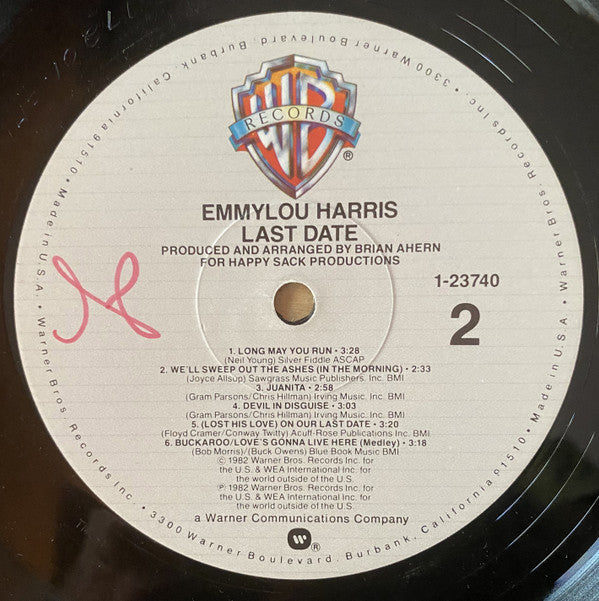 Burbank, California 91510 • Made in U.S.A. • Warner Bros. Records Inc. • 3300 Warner Boulevard, Burbank, California 91510 • Made in U.S.A. • Warner Bros. Records Inc. • 3300 Warner Boulevard,
WB
RECORDS
®
EMMYLOU HARRIS
LAST DATE
PRODUCED AND ARRANGED BY BRIAN AHERN
FOR HAPPY SACK PRODUCTIONS
1-23740
2
1. LONG MAY YOU RUN • 3:28
(Neil Young) Silver Fiddle ASCAP
2. WE'LL SWEEP OUT THE ASHES (IN THE MORNING) • 2:33
(Joyce Allsup) Sawgrass Music Publishers. Inc. BMI
3. JUANITA • 2:58
(Gram Parsons/Chris Hillman) Irving Music. Inc. BMI
4. DEVIL IN DISGUISE • 3:03
(Gram Parsons/Chris Hillman) Irving Music. Inc. BMI
5. (LOST HIS LOVE) ON OUR LAST DATE • 3:20
(Floyd Cramer/Conway Twitty) Acuff-Rose Publications Inc. BMI
6. BUCKAROO/LOVE'S GONNA LIVE HERE (Medley) • 3:18
(Bob Morris)/(Buck Owens) Blue Book Music BMI
© 1982 Warner Bros. Records Inc. for
the U.S. & WEA International Inc. for
the world outside of the U.S.
℗ 1982 Warner Bros. Records Inc. for
the U.S. & WEA International Inc. for
the world outside of the U.S.
a Warner Communications Company
®